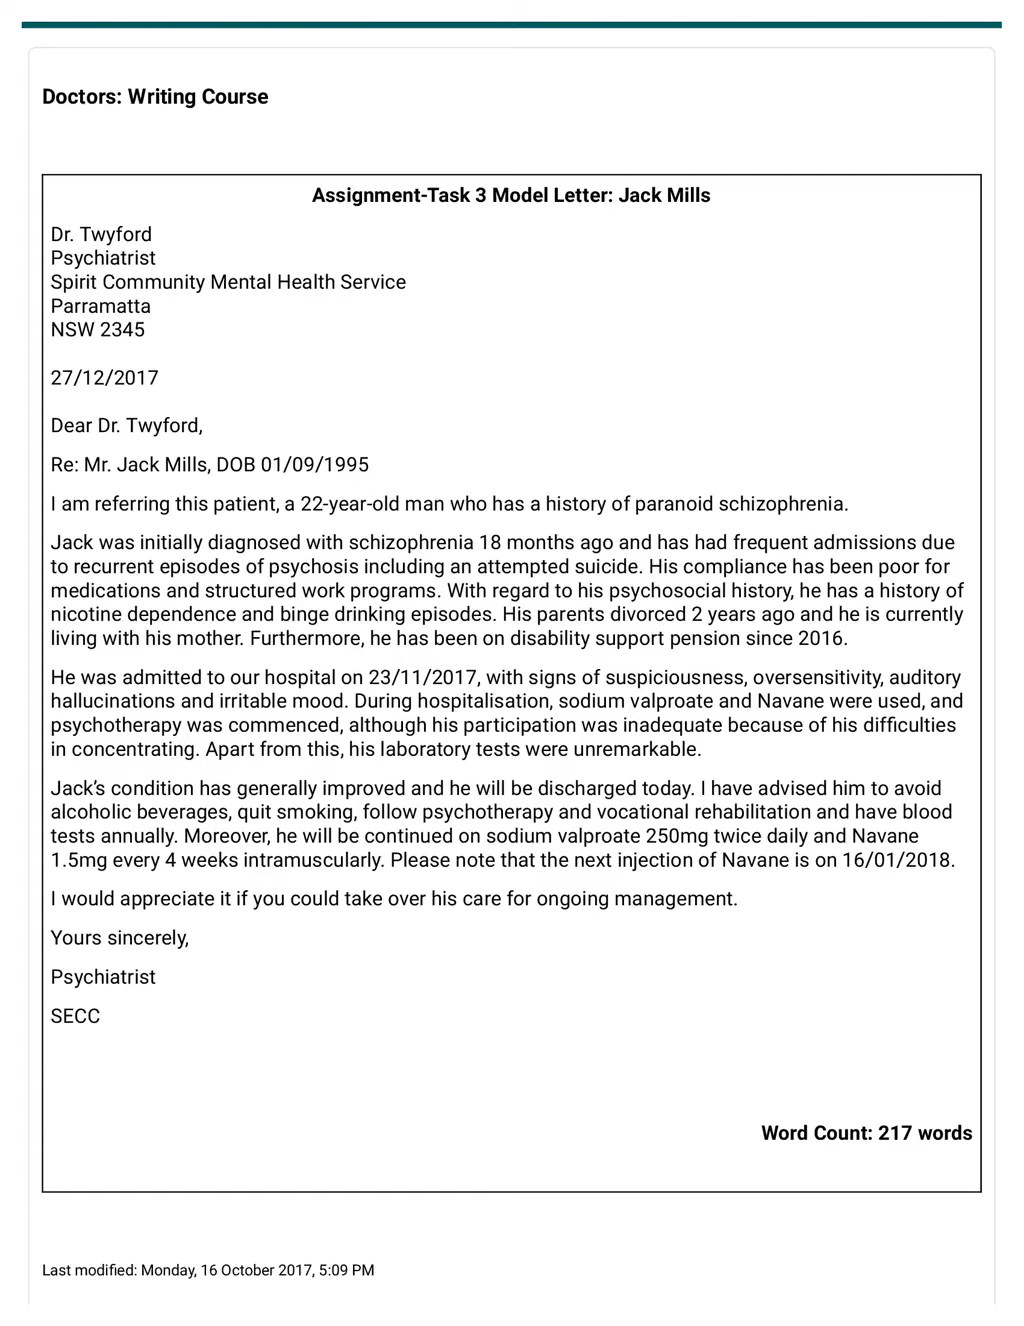 Doctors: Writing Course
Assignment-Task 3 Model Letter: Jack Mills
Dr. Twyford
Psychiatrist
Spirit Community Mental Health Service
Parramatta
NSW 2345
27/12/2017
Dear Dr. Twyford,
Re: Mr. Jack Mills, DOB 01/09/1995
I am referring this patient, a 22-year-old man who has a history of paranoid schizophrenia.
Jack was initially diagnosed with schizophrenia 18 months ago and has had frequent admissions due
to recurrent episodes of psychosis including an attempted suicide. His compliance has been poor for
medications and structured work programs. With regard to his psychosocial history, he has a history of
nicotine dependence and binge drinking episodes. His parents divorced 2 years ago and he is currently
living with his mother. Furthermore, he has been on disability support pension since 2016.
He was admitted to our hospital on 23/11/2017, with signs of suspiciousness, oversensitivity, auditory
hallucinations and irritable mood. During hospitalisation, sodium valproate and Navane were used, and
psychotherapy was commenced, although his participation was inadequate because of his difficulties
in concentrating. Apart from this, his laboratory tests were unremarkable.
Jack’s condition has generally improved and he will be discharged today. I have advised him to avoid
alcoholic beverages, quit smoking, follow psychotherapy and vocational rehabilitation and have blood
tests annually. Moreover, he will be continued on sodium valproate 250mg twice daily and Navane
1.5mg every 4 weeks intramuscularly. Please note that the next injection of Navane is on 16/01/2018.
I would appreciate it if you could take over his care for ongoing management.
Yours sincerely,
Psychiatrist
SECC
Word Count: 217 words
Last modified: Monday, 16 October 2017, 5:09 PM